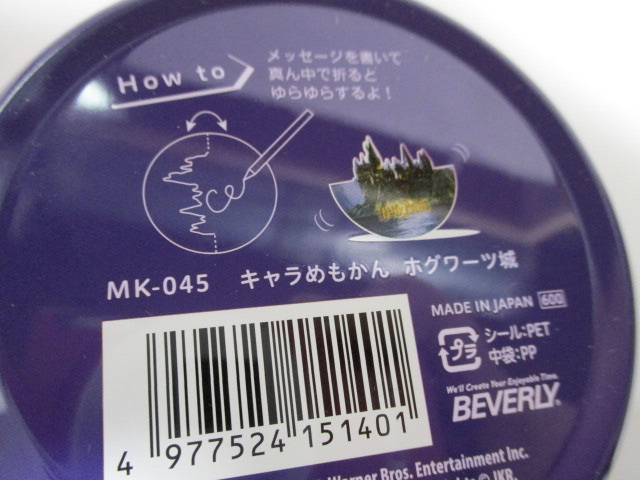 How to
メッセージを書いて
真ん中で折ると
ゆらゆらするよ!
MK-045 キャラめもかん ホグワーツ城
MADE IN JAPAN 600
プラ
シール:PET
中袋:PP
We'll Create Your Enjoyable Time.
BEVERLY
4 977524 151401
Warner Bros. Entertainment Inc.
© JKR.